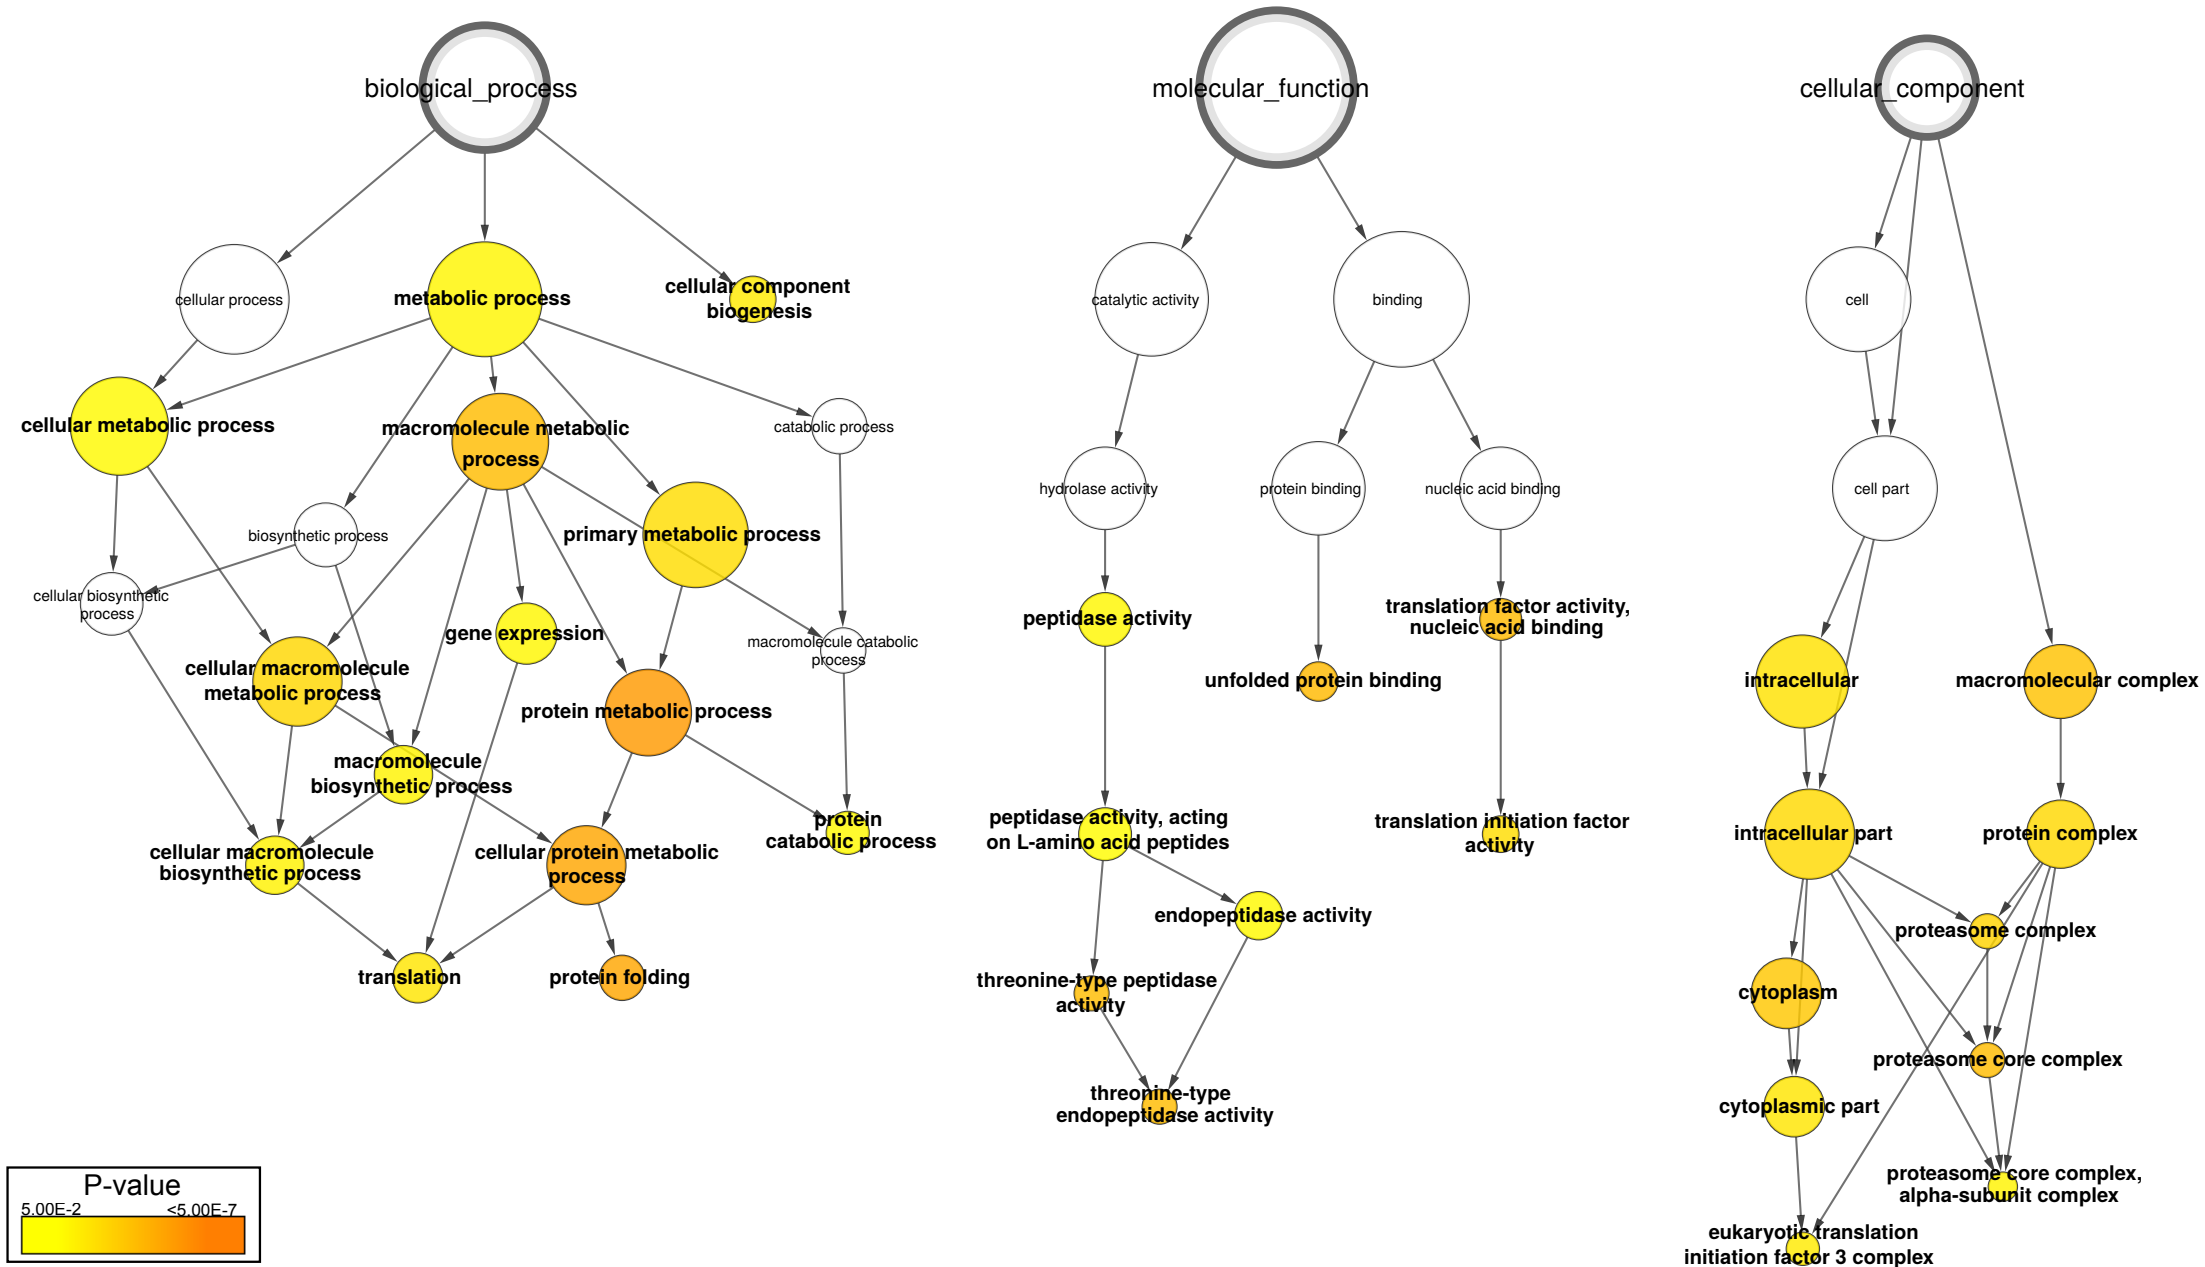 biological_process
molecular_function
cellular_component
cellular process
metabolic process
cellular component
biogenesis
catalytic activity
binding
cell
cellular metabolic process
macromolecule metabolic
process
catabolic process
hydrolase activity
protein binding
nucleic acid binding
cell part
biosynthetic process
primary metabolic process
cellular biosynthetic
process
gene expression
macromolecule catabolic
process
peptidase activity
translation factor activity,
nucleic acid binding
cellular macromolecule
metabolic process
protein metabolic process
unfolded protein binding
intracellular
macromolecular complex
macromolecule
biosynthetic process
protein
catabolic process
peptidase activity, acting
on L-amino acid peptides
translation initiation factor
activity
intracellular part
protein complex
cellular macromolecule
biosynthetic process
cellular protein metabolic
process
endopeptidase activity
proteasome complex
translation
protein folding
threonine-type peptidase
activity
cytoplasm
proteasome core complex
threonine-type
endopeptidase activity
cytoplasmic part
proteasome core complex,
alpha-subunit complex
eukaryotic translation
initiation factor 3 complex
P-value
5.00E-2
<5.00E-7